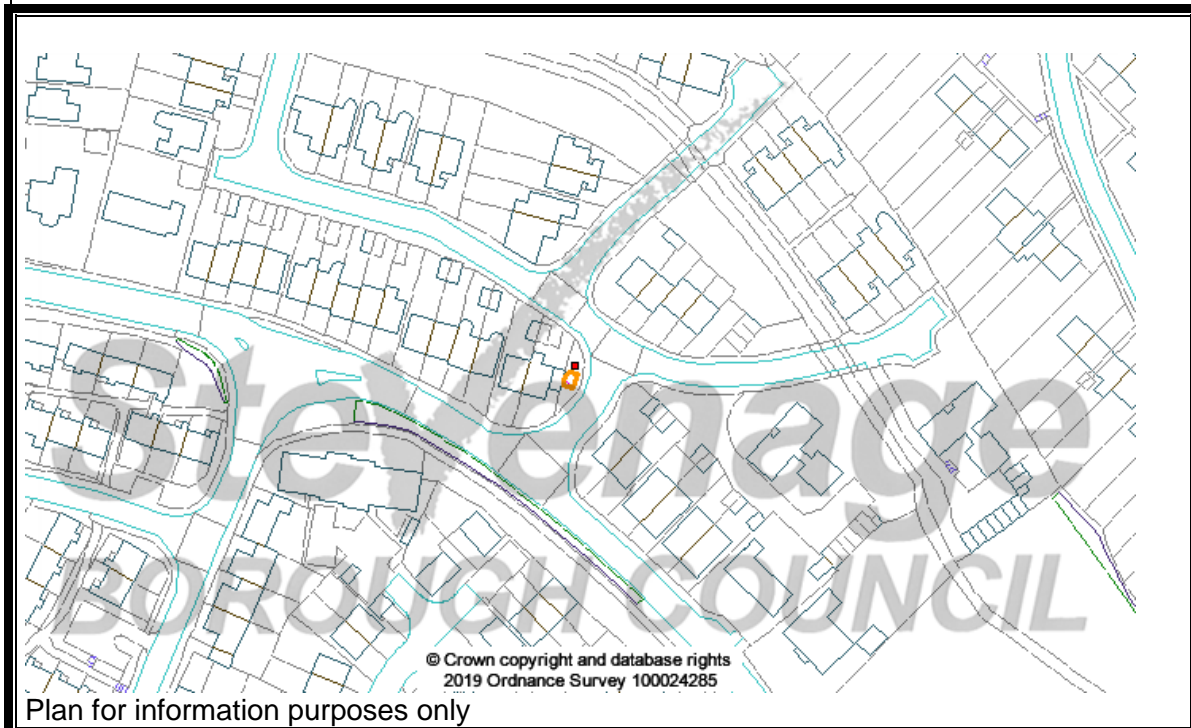 Stevenage
BOROUGH COUNCIL
© Crown copyright and database rights
2019 Ordnance Survey 100024285
Plan for information purposes only